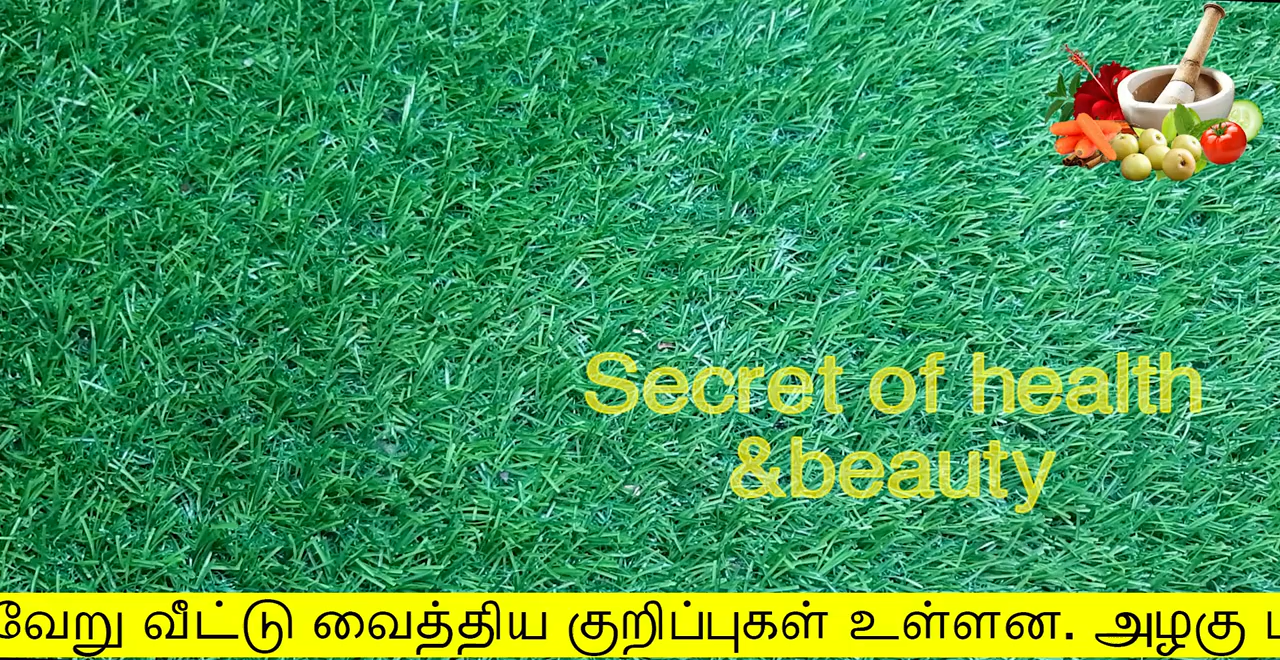 Secret of health
&beauty
வேறு வீட்டு வைத்திய குறிப்புகள் உள்ளன. அழகு